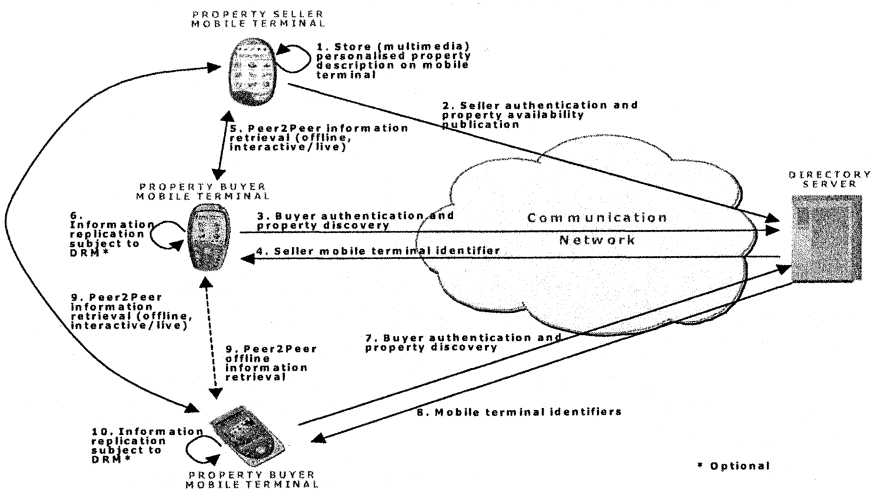 PROPERTY SELLER
MOBILE TERMINAL
1. Store (multimedia)
personalised property
description on mobile
terminal
2. Seller authentication and
property availability
publication
5. Peer2Peer information
retrieval (offline,
interactive/live)
DIRECTORY
SERVER
PROPERTY BUYER
MOBILE TERMINAL
6.
Information
replication
subject to
DRM*
3. Buyer authentication and
property discovery
Communication
Network
4. Seller mobile terminal identifier
9. Peer2Peer
information
retrieval (offline,
interactive/live)
9. Peer2Peer
offline
information
retrieval
7. Buyer authentication and
property discovery
8. Mobile terminal identifiers
10. Information
replication
subject to
DRM*
PROPERTY BUYER
MOBILE TERMINAL
* Optional